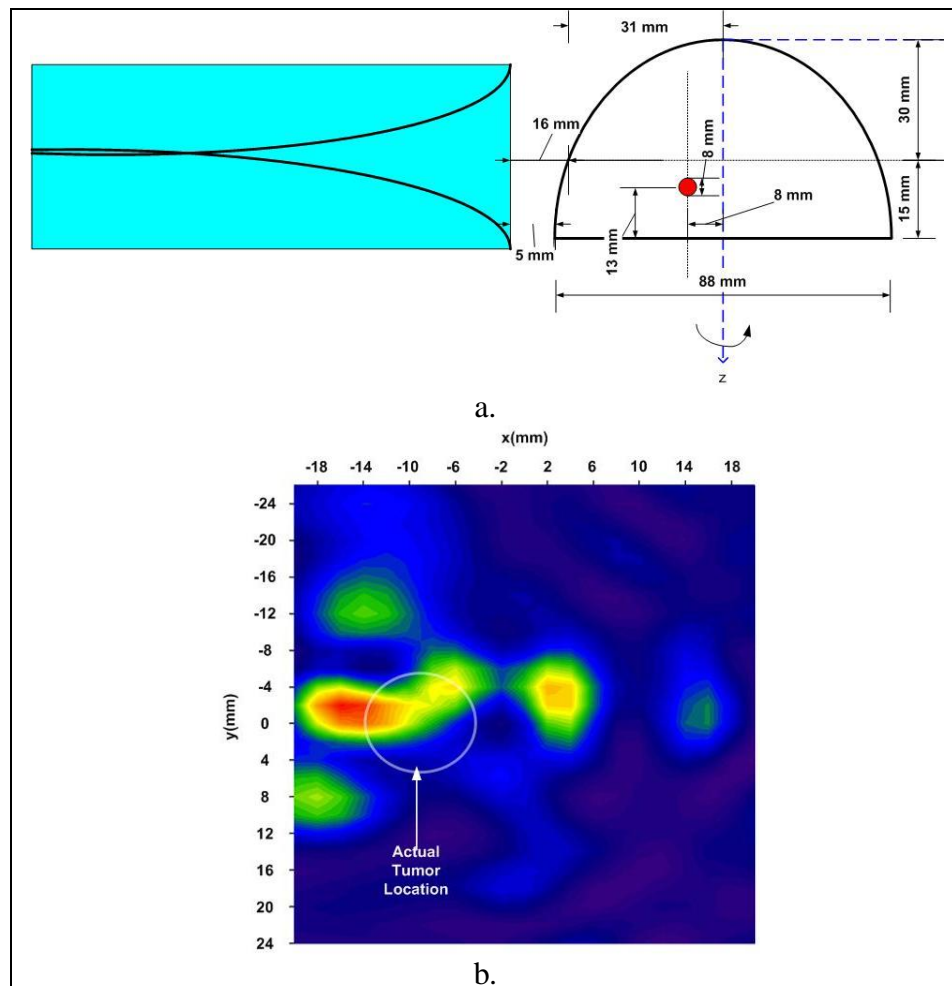 31 mm
30 mm
16 mm
8 mm
8 mm
15 mm
13 mm
5 mm
88 mm
z
a.
x(mm)
-18 -14 -10 -6 -2 2 6 10 14 18
y(mm)
-24
-20
-16
-12
-8
-4
0
4
8
12
16
20
24
Actual
Tumor
Location
b.